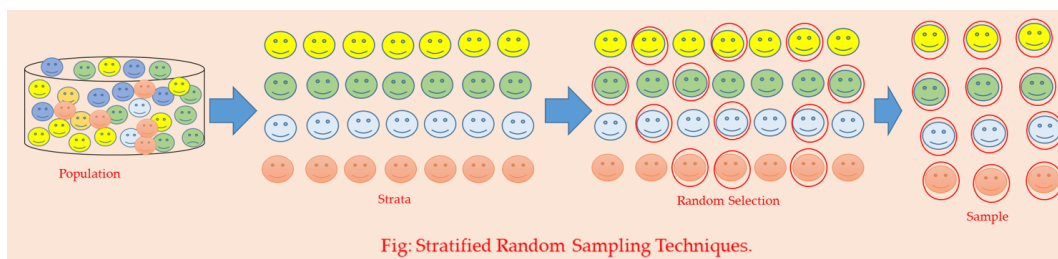 Population
Strata
Random Selection
Sample
Fig: Stratified Random Sampling Techniques.